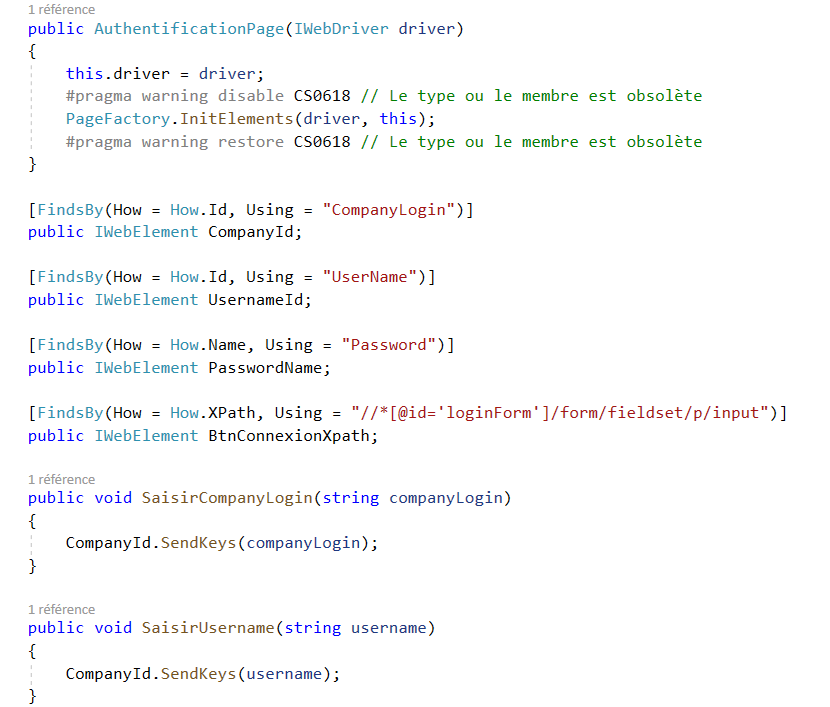 1 référence
public AuthentificationPage(IWebDriver driver)
{
this.driver = driver;
#pragma warning disable CS0618 // Le type ou le membre est obsolète
PageFactory.InitElements(driver, this);
#pragma warning restore CS0618 // Le type ou le membre est obsolète
}
[FindsBy(How = How.Id, Using = "CompanyLogin")]
public IWebElement CompanyId;
[FindsBy(How = How.Id, Using = "UserName")]
public IWebElement UsernameId;
[FindsBy(How = How.Name, Using = "Password")]
public IWebElement PasswordName;
[FindsBy(How = How.XPath, Using = "//*[@id='loginForm']/form/fieldset/p/input")]
public IWebElement BtnConnexionXpath;
1 référence
public void SaisirCompanyLogin(string companyLogin)
{
CompanyId.SendKeys(companyLogin);
}
1 référence
public void SaisirUsername(string username)
{
CompanyId.SendKeys(username);
}